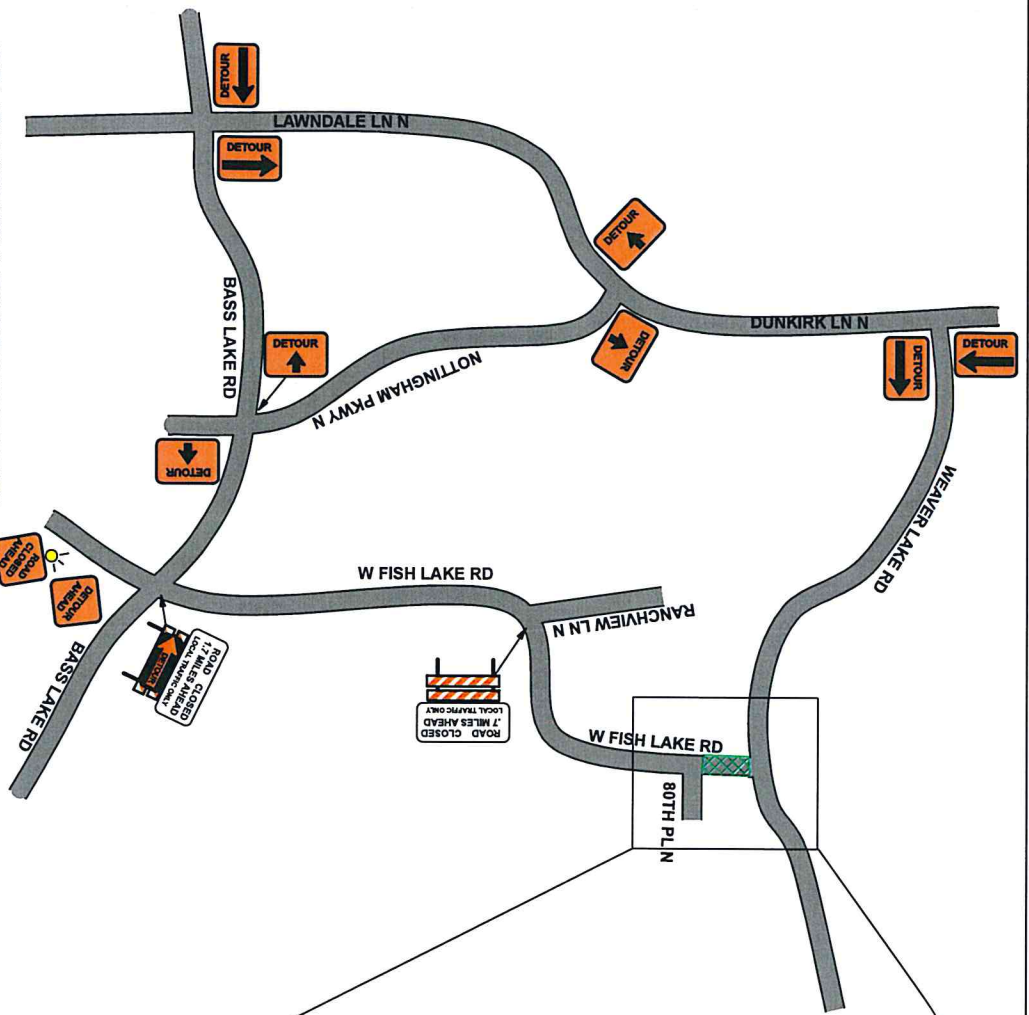 DETOUR
LAWNDALE LN N
DETOUR
DETOUR
BASS LAKE RD
DETOUR
NOTTINGHAM PKWY N
DETOUR
DUNKIRK LN N
DETOUR
DETOUR
DETOUR
WEAVER LAKE RD
ROAD
CLOSED
AHEAD
DETOUR
AHEAD
W FISH LAKE RD
RANCHVIEW LN N
BASS LAKE RD
DETOUR
ROAD CLOSED
1.7 MILES AHEAD
LOCAL TRAFFIC ONLY
ROAD CLOSED
.7 MILES AHEAD
LOCAL TRAFFIC ONLY
W FISH LAKE RD
80TH PL N